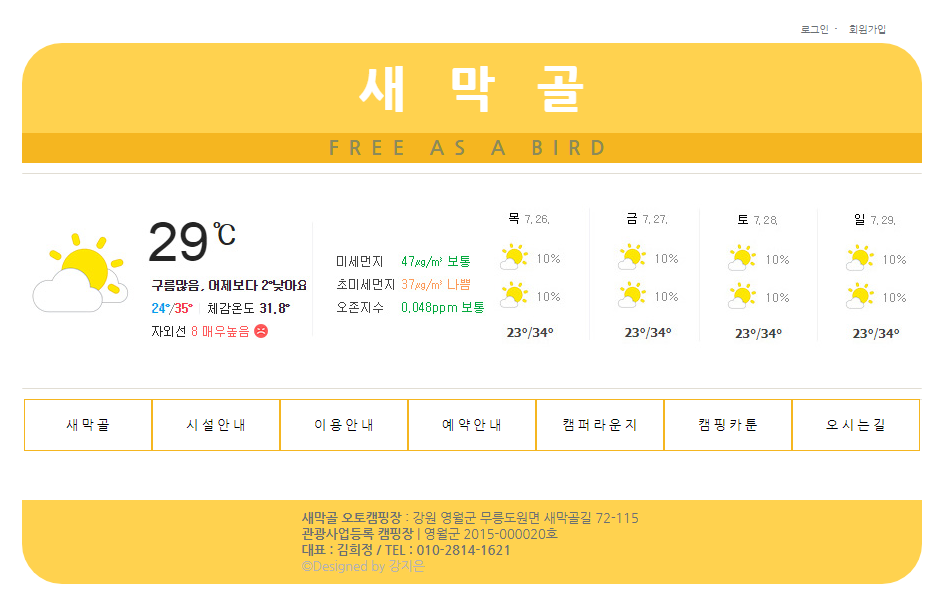 로그인 · 회원가입
새 막 골
FREE AS A BIRD
29℃
구름많음, 어제보다 2°낮아요
24°/35° 체감온도 31.8°
자외선 8 매우높음
미세먼지 47㎍/㎥ 보통
초미세먼지 37㎍/㎥ 나쁨
오존지수 0.048ppm 보통
목 7.26.
10%
10%
23°/34°
금 7.27.
10%
10%
23°/34°
토 7.28.
10%
10%
23°/34°
일 7.29.
10%
10%
23°/34°
새막골 시설안내 이용안내 예약안내 캠퍼라운지 캠핑카툰 오시는길
새막골 오토캠핑장 : 강원 영월군 무릉도원면 새막골길 72-115
관광사업등록 캠핑장 | 영월군 2015-000020호
대표 : 김희정 / TEL : 010-2814-1621
©Designed by 강지은